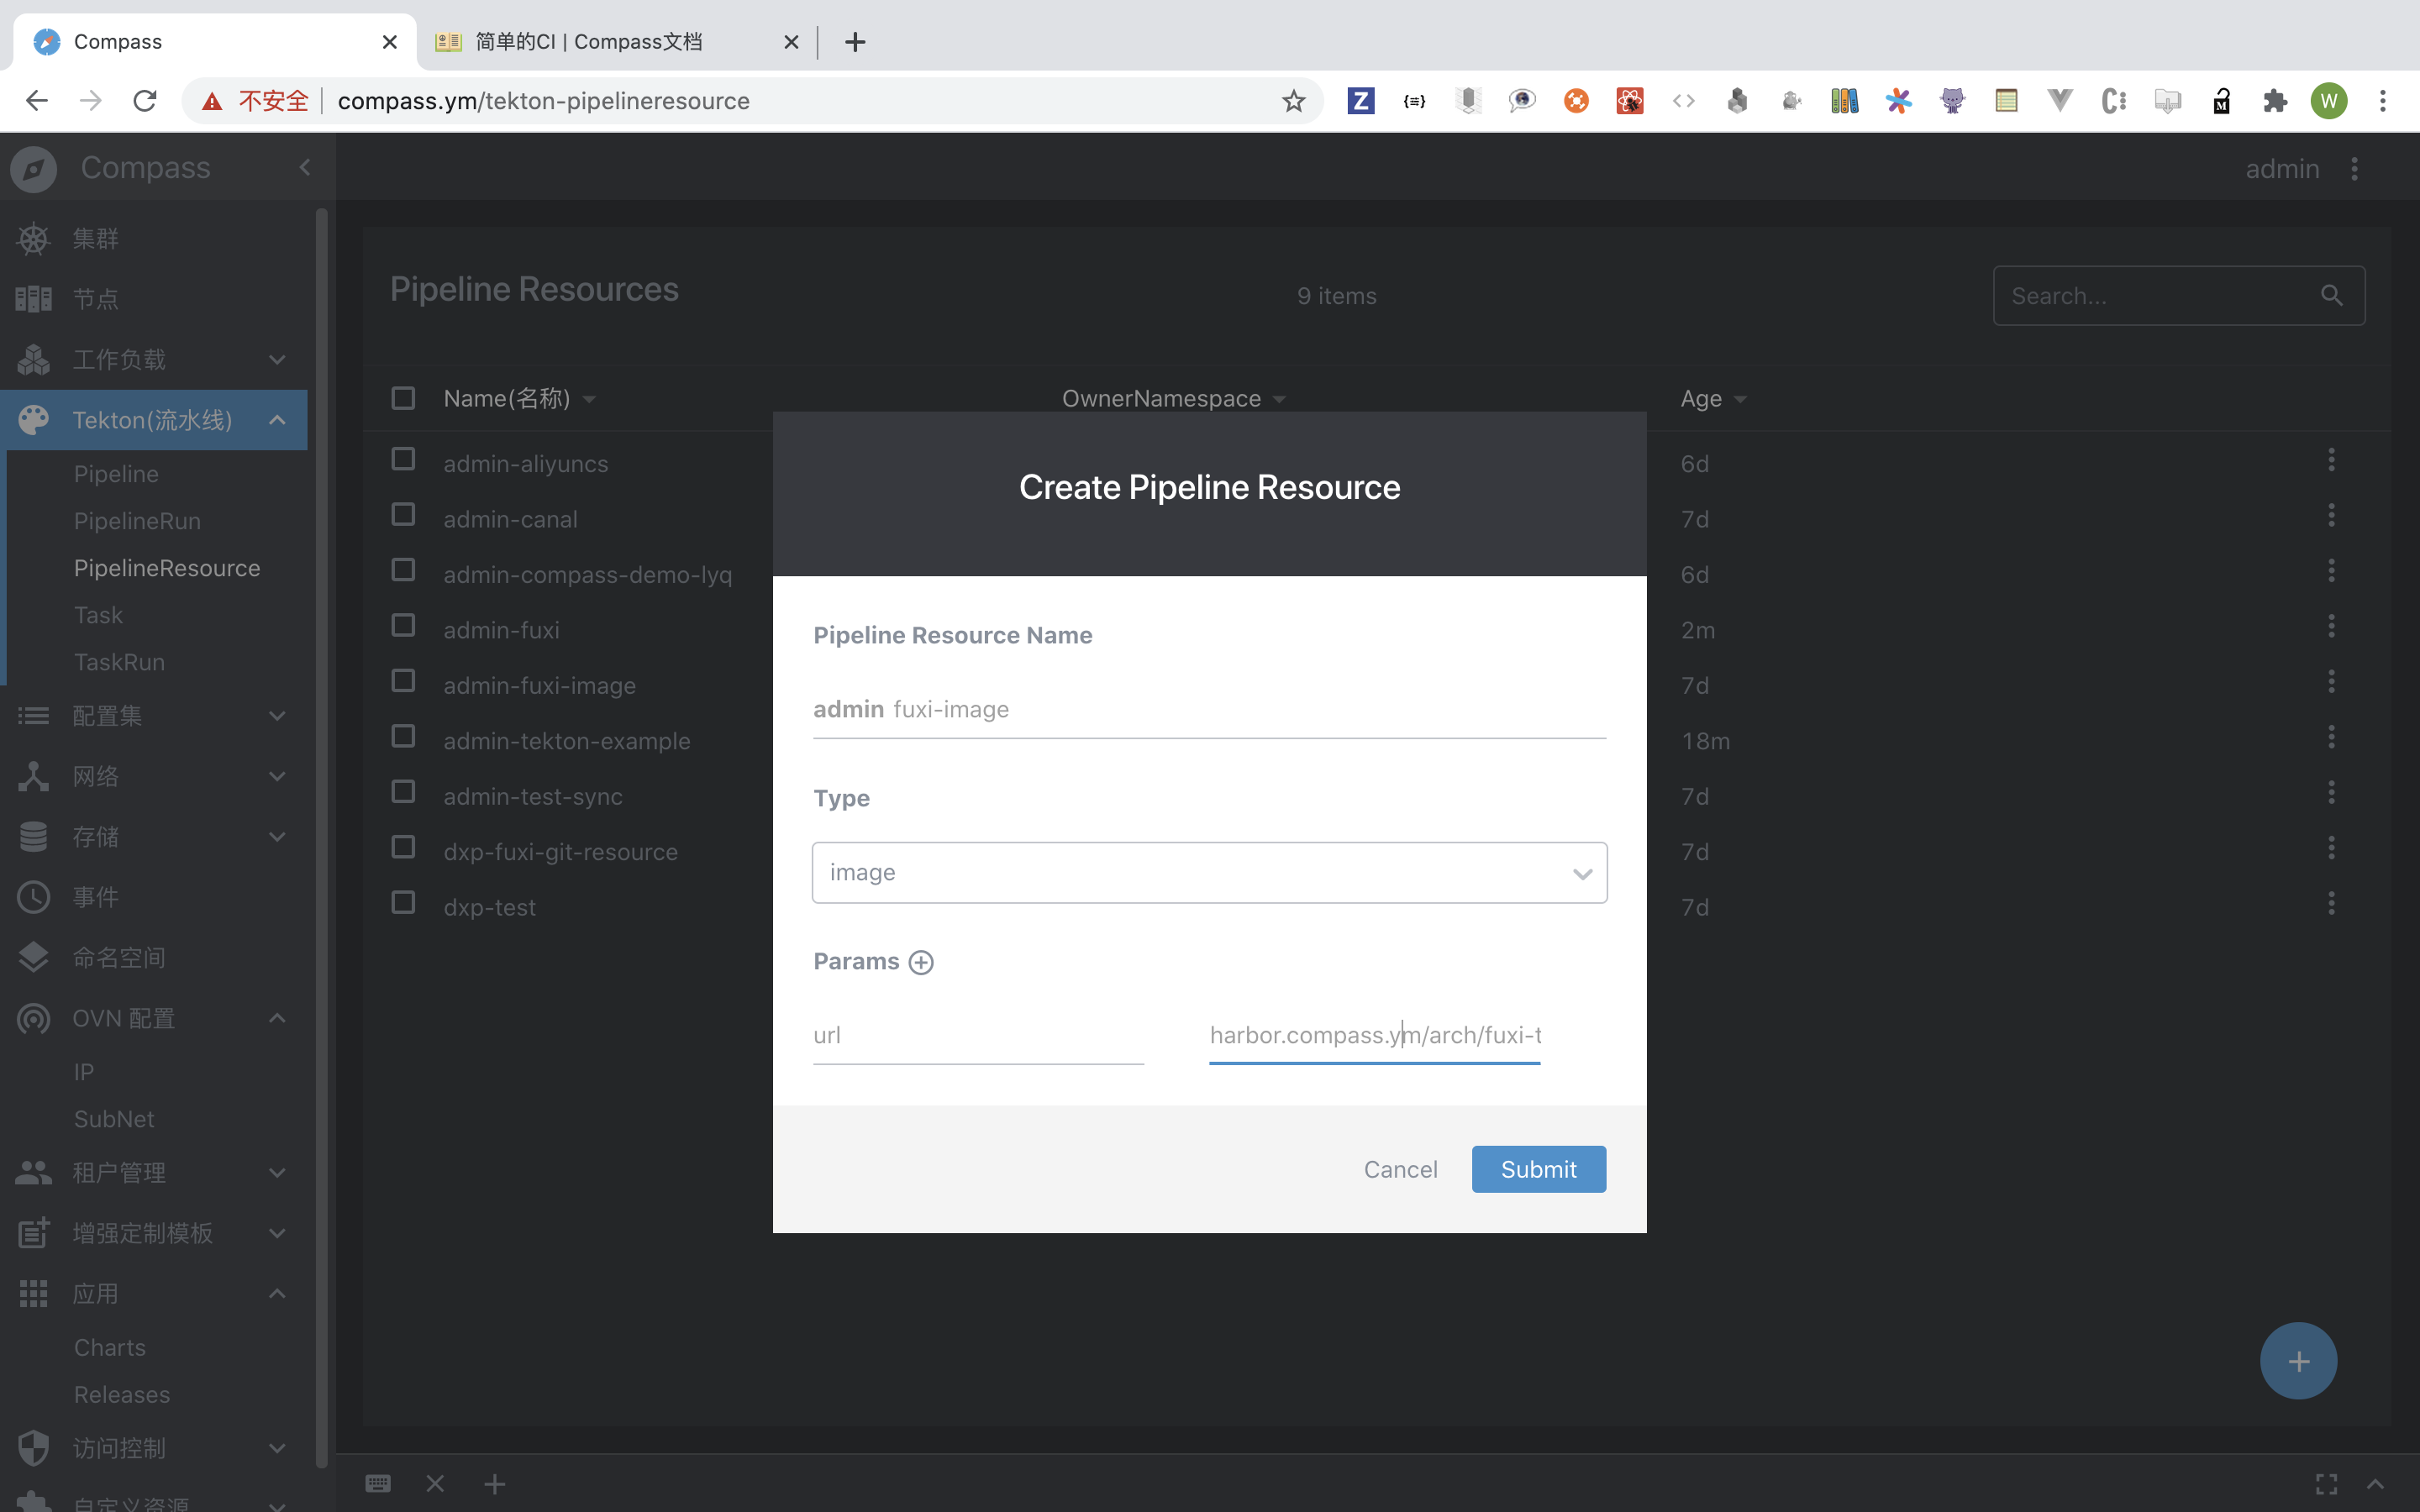 Compass
简单的CI | Compass文档
不安全
compass.ym/tekton-pipelineresource
W
Compass
admin
集群
节点
工作负载
Tekton(流水线)
Pipeline
PipelineRun
PipelineResource
Task
TaskRun
配置集
网络
存储
事件
命名空间
OVN 配置
IP
SubNet
租户管理
增强定制模板
应用
Charts
Releases
访问控制
自定义资源
Pipeline Resources
9 items
Search...
Name(名称)
OwnerNamespace
Age
admin-aliyuncs
6d
admin-canal
7d
admin-compass-demo-lyq
6d
admin-fuxi
2m
admin-fuxi-image
7d
admin-tekton-example
18m
admin-test-sync
7d
dxp-fuxi-git-resource
7d
dxp-test
7d
Create Pipeline Resource
Pipeline Resource Name
admin fuxi-image
Type
image
Params
url
harbor.compass.ym/arch/fuxi-t
Cancel
Submit